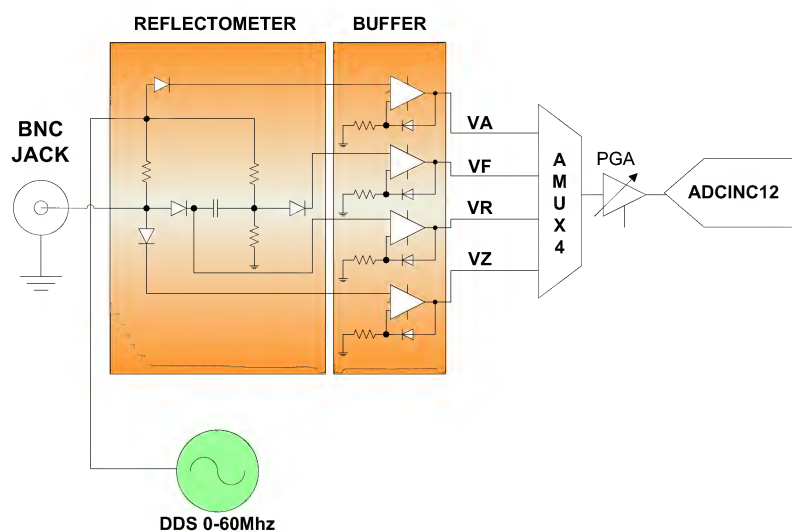 REFLECTOMETER
BUFFER
BNC
JACK
VA
VF
VR
VZ
A
M
U
X
4
PGA
ADCINC12
DDS 0-60Mhz